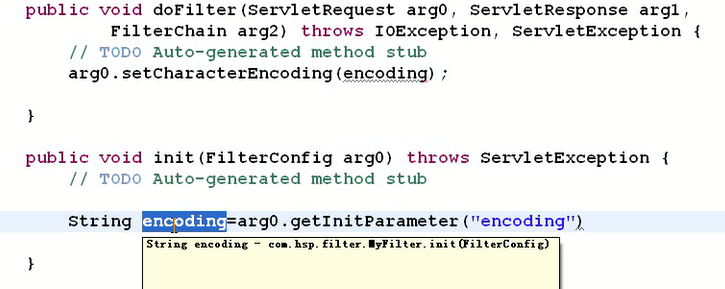 public void doFilter(ServletRequest arg0, ServletResponse arg1,
FilterChain arg2) throws IOException, ServletException {
// TODO Auto-generated method stub
arg0.setCharacterEncoding(encoding);
}
public void init(FilterConfig arg0) throws ServletException {
// TODO Auto-generated method stub
String encoding=arg0.getInitParameter("encoding")
String encoding - com.hsp.filter.MyFilter.init(FilterConfig)
}